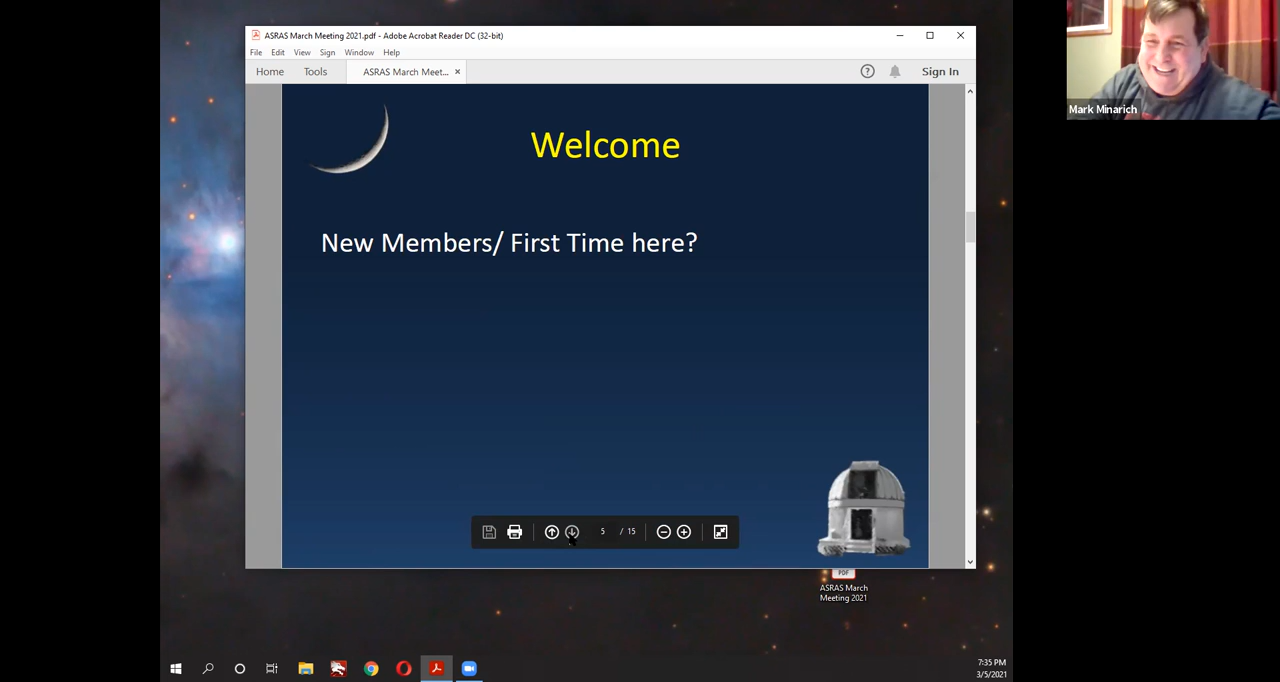 ASRAS March Meeting 2021.pdf - Adobe Acrobat Reader DC (32-bit)
File Edit View Sign Window Help
Home Tools ASRAS March Meet... × Sign In
Mark Minarich
Welcome
New Members/ First Time here?
5 / 15
PDF
ASRAS March
Meeting 2021
7:35 PM
3/5/2021